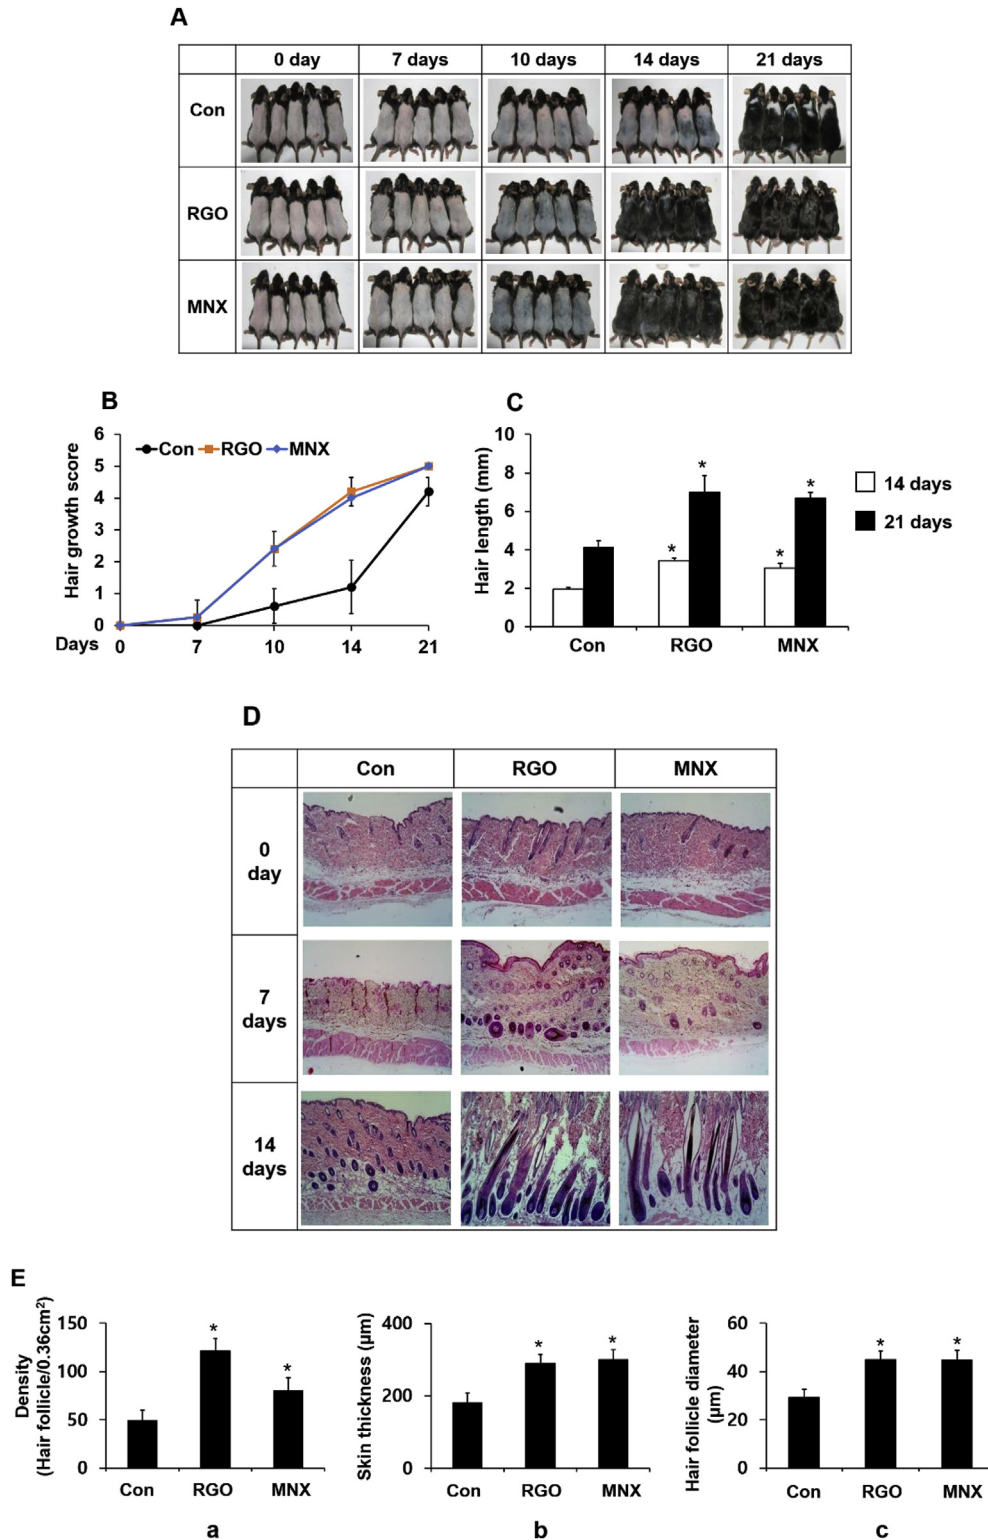 A
0 day 7 days 10 days 14 days 21 days
Con
RGO
MNX
B
Hair growth score
6
5
4
3
2
1
0
Con RGO MNX
Days 0 7 10 14 21
C
Hair length (mm)
10
8
6
4
2
0
* * * *
Con RGO MNX
14 days
21 days
D
Con RGO MNX
0
day
7
days
14
days
E
Density
(Hair follicle/0.36cm²)
150
100
50
0
* *
Con RGO MNX
a
Skin thickness (μm)
400
200
0
* *
Con RGO MNX
b
Hair follicle diameter
(μm)
60
40
20
0
* *
Con RGO MNX
c